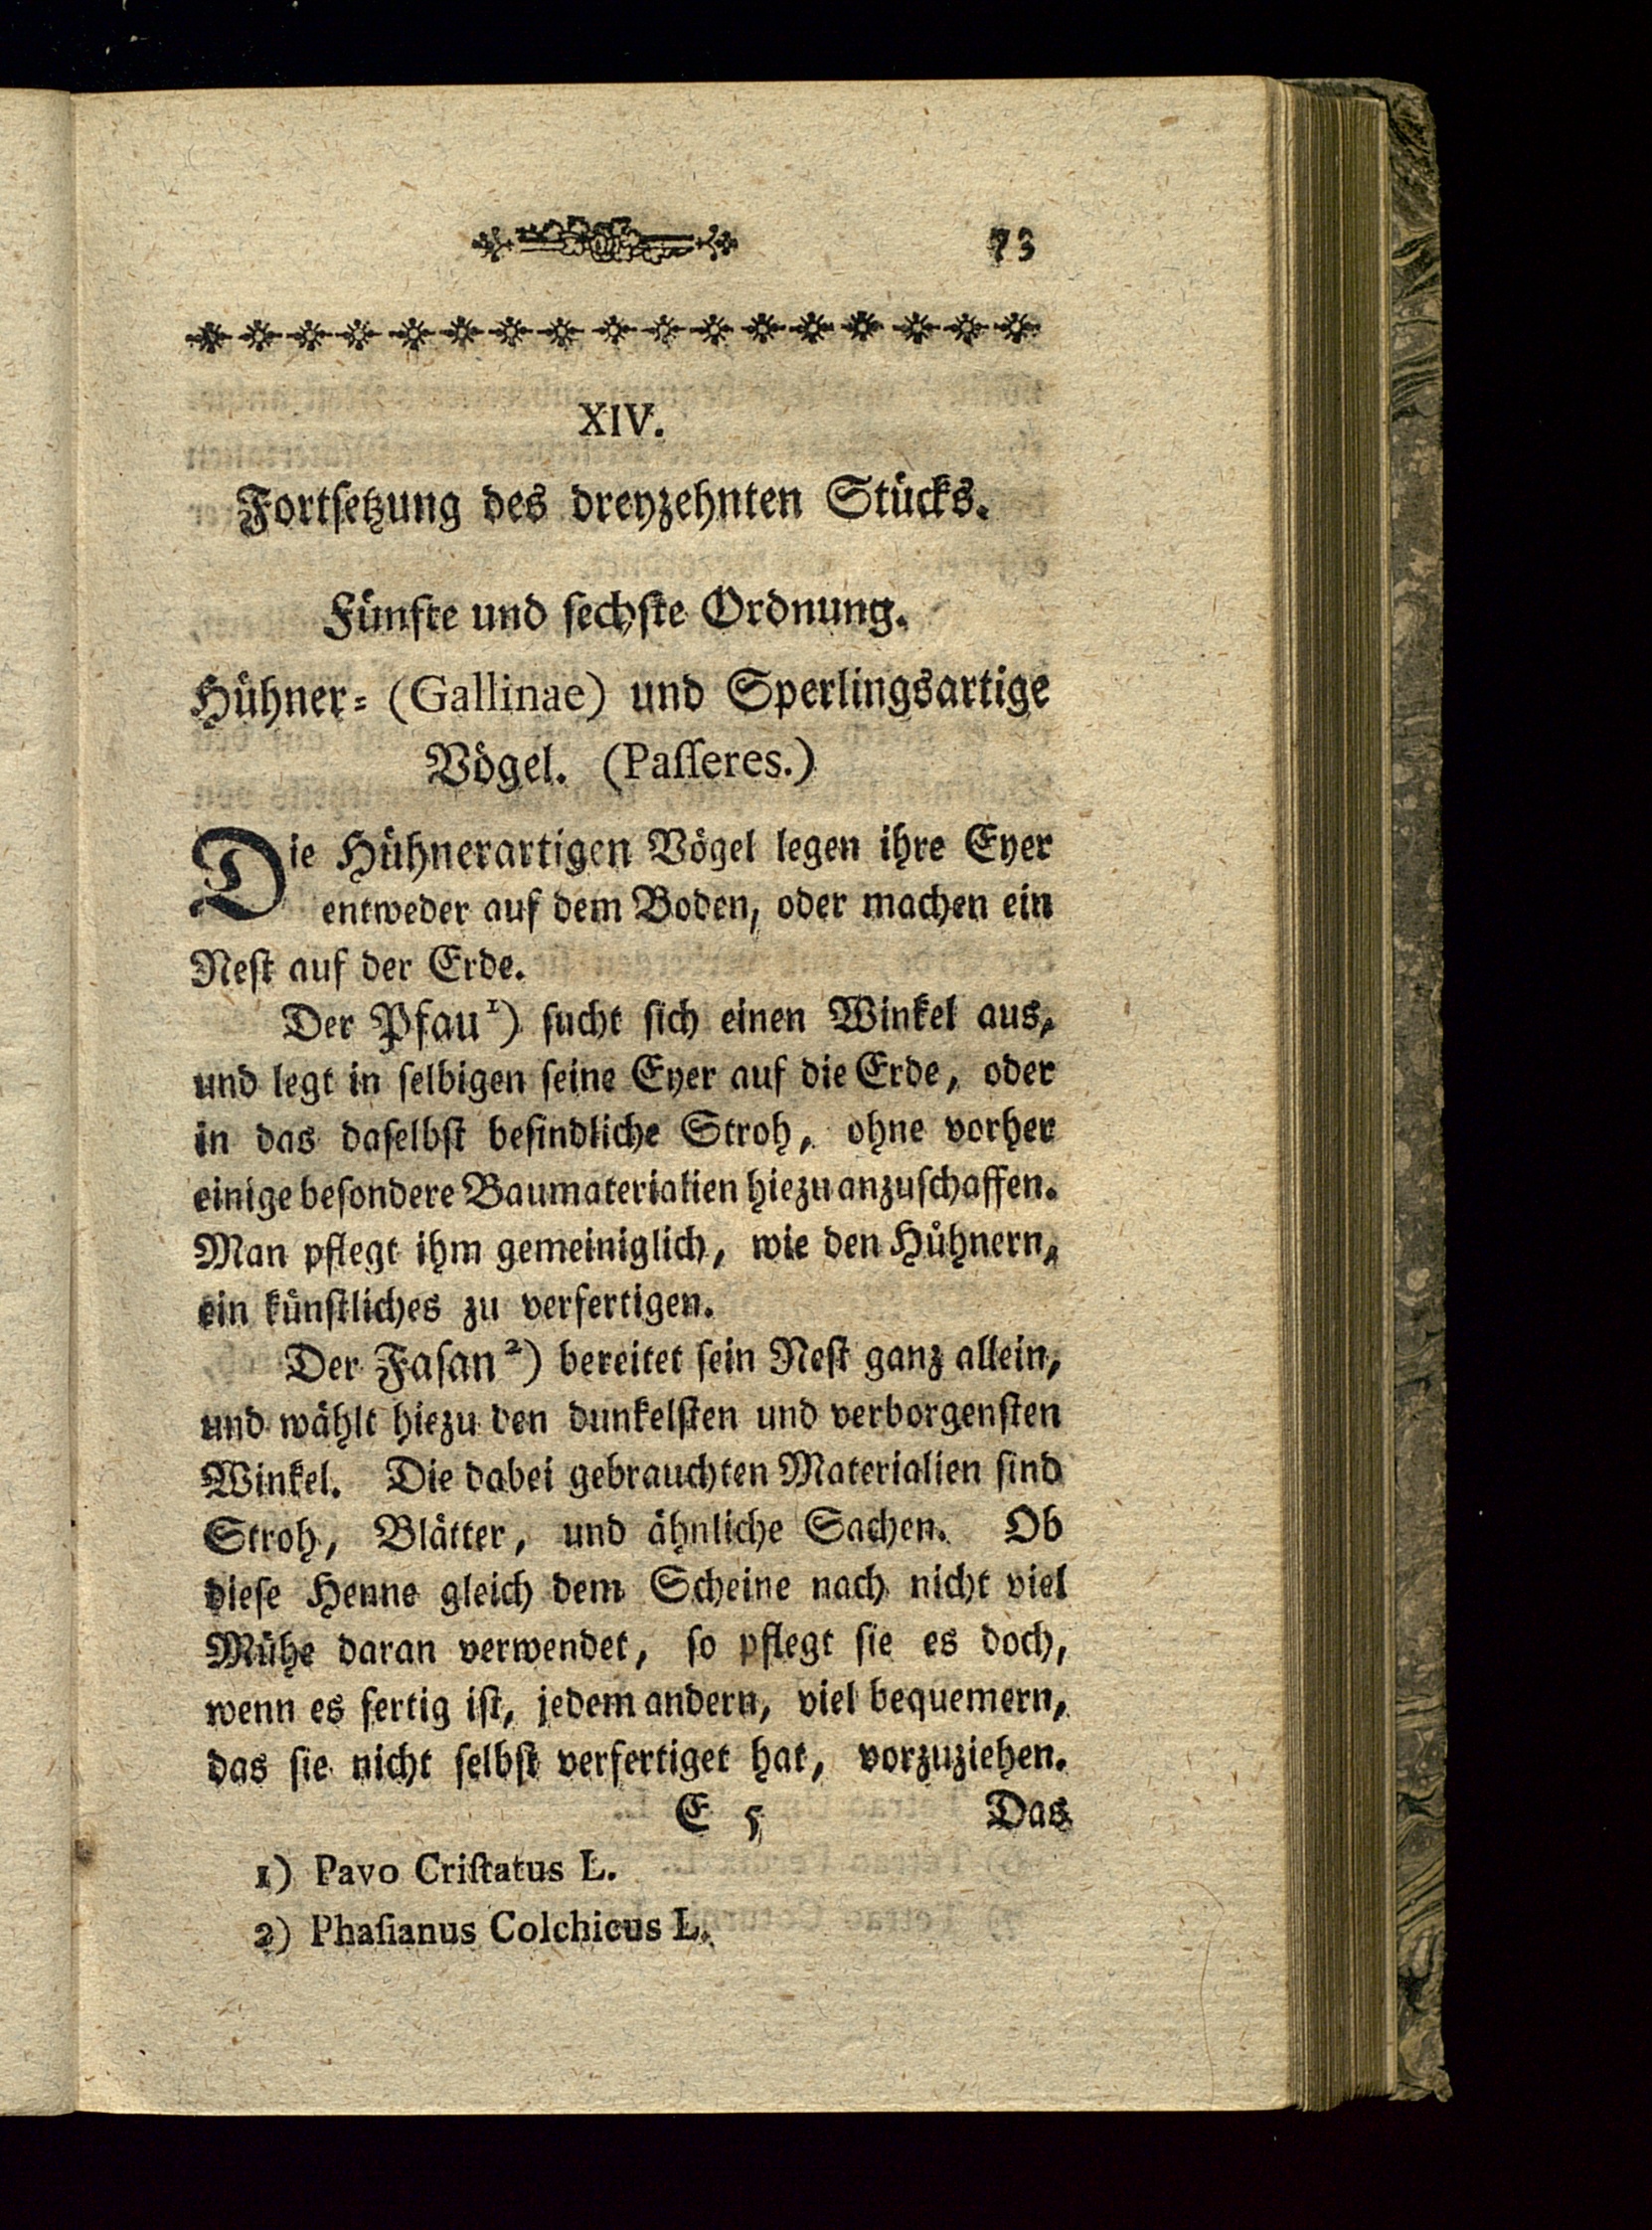 73
XIV.
Fortſetzung des dreyzehnten Stücks.
Fünfte und ſechſte Ordnung.
Hühner= (Gallinae) und Sperlingsartige
Vögel. (Paſſeres.)
Die Hühnerartigen Vögel legen ihre Eyer
entweder auf dem Boden, oder machen ein
Neſt auf der Erde.
Der Pfau¹) ſucht ſich einen Winkel aus,
und legt in ſelbigen ſeine Eyer auf die Erde, oder
in das daſelbſt befindliche Stroh, ohne vorher
einige beſondere Baumaterialien hiezu anzuſchaffen.
Man pflegt ihm gemeiniglich, wie den Hühnern,
ein künſtliches zu verfertigen.
Der Faſan²) bereitet ſein Neſt ganz allein,
und wählt hiezu den dunkelſten und verborgenſten
Winkel. Die dabei gebrauchten Materialien ſind
Stroh, Blätter, und ähnliche Sachen. Ob
dieſe Henne gleich dem Scheine nach nicht viel
Mühe daran verwendet, ſo pflegt ſie es doch,
wenn es fertig iſt, jedem andern, viel bequemern,
das ſie nicht ſelbſt verfertiget hat, vorzuziehen.
E 5 Das
1) Pavo Criſtatus L.
2) Phaſianus Colchicus L.